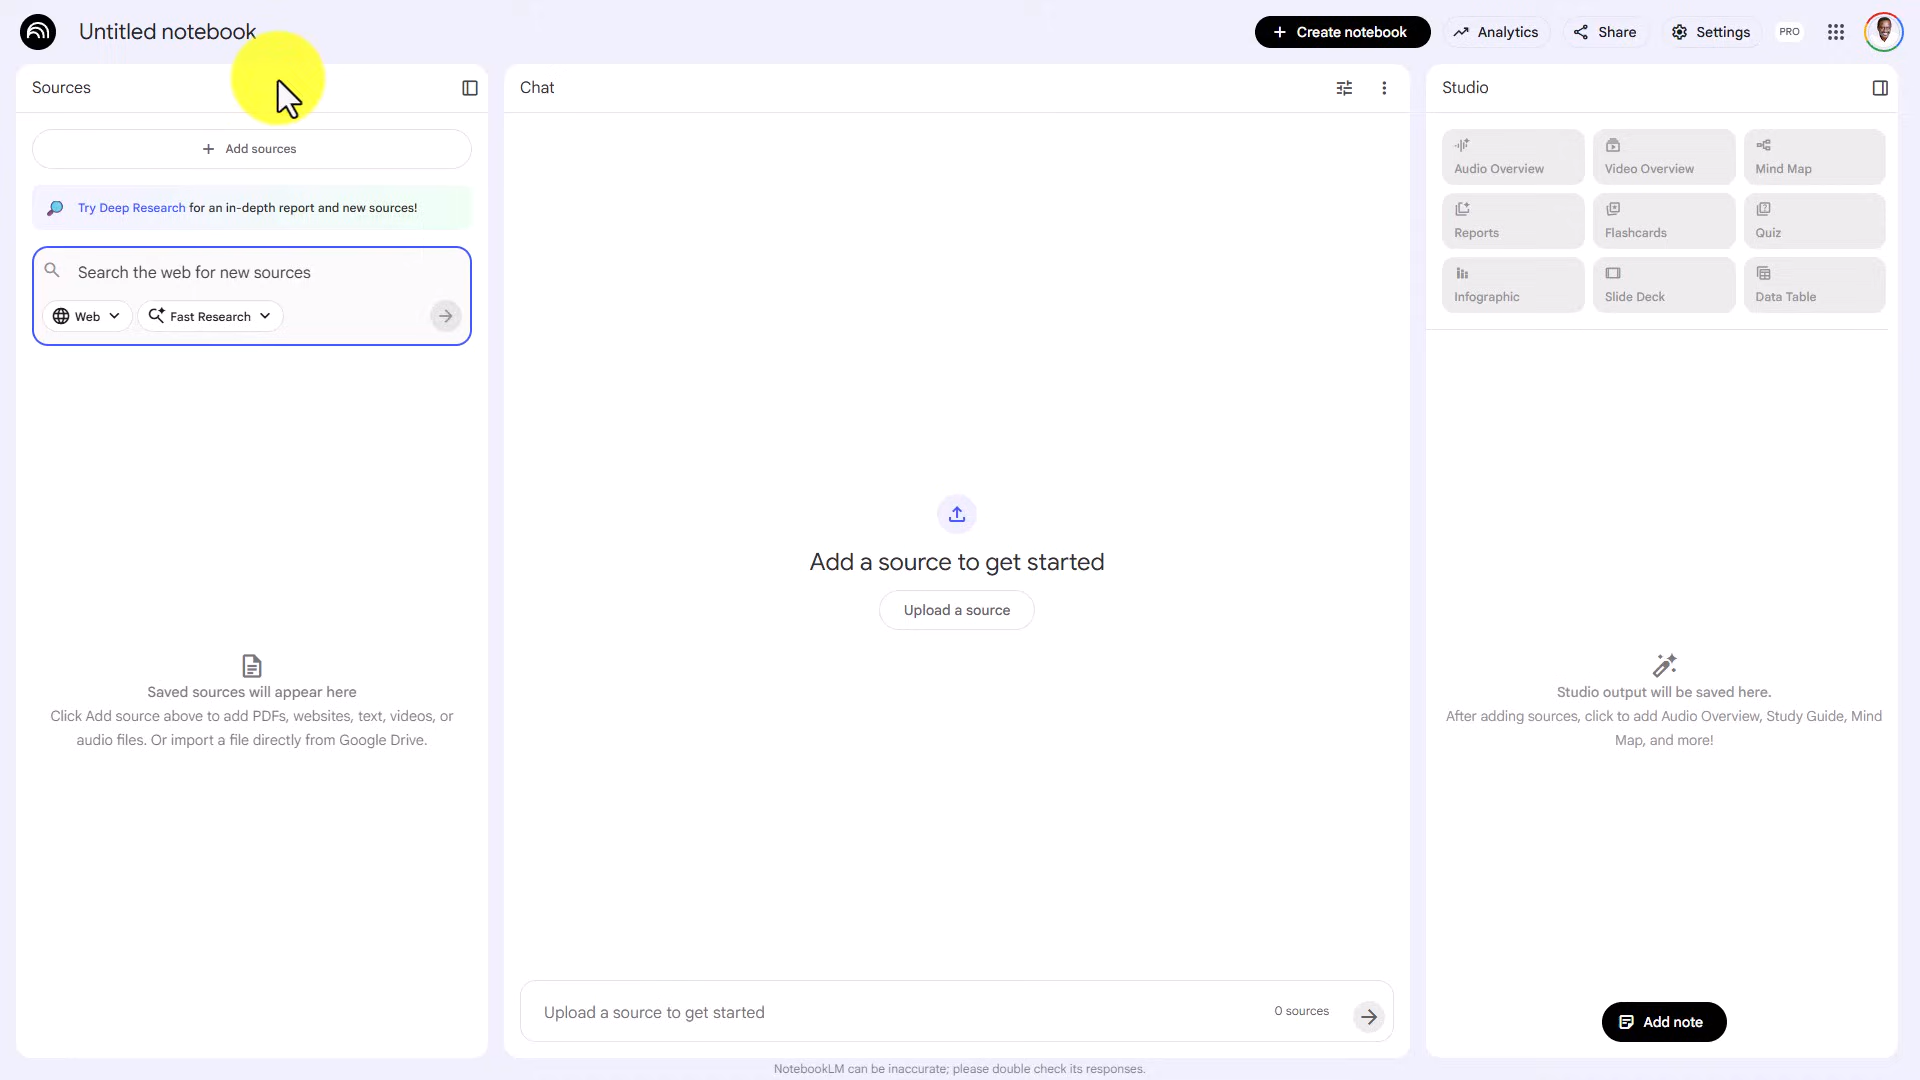 Untitled notebook
Create notebook
Analytics
Share
Settings
PRO
Sources
Add sources
Try Deep Research for an in-depth report and new sources!
Search the web for new sources
Web
Fast Research
Saved sources will appear here
Click Add source above to add PDFs, websites, text, videos, or
audio files. Or import a file directly from Google Drive.
Chat
Add a source to get started
Upload a source
Upload a source to get started
0 sources
NotebookLM can be inaccurate; please double check its responses.
Studio
Audio Overview
Video Overview
Mind Map
Reports
Flashcards
Quiz
Infographic
Slide Deck
Data Table
Studio output will be saved here.
After adding sources, click to add Audio Overview, Study Guide, Mind
Map, and more!
Add note